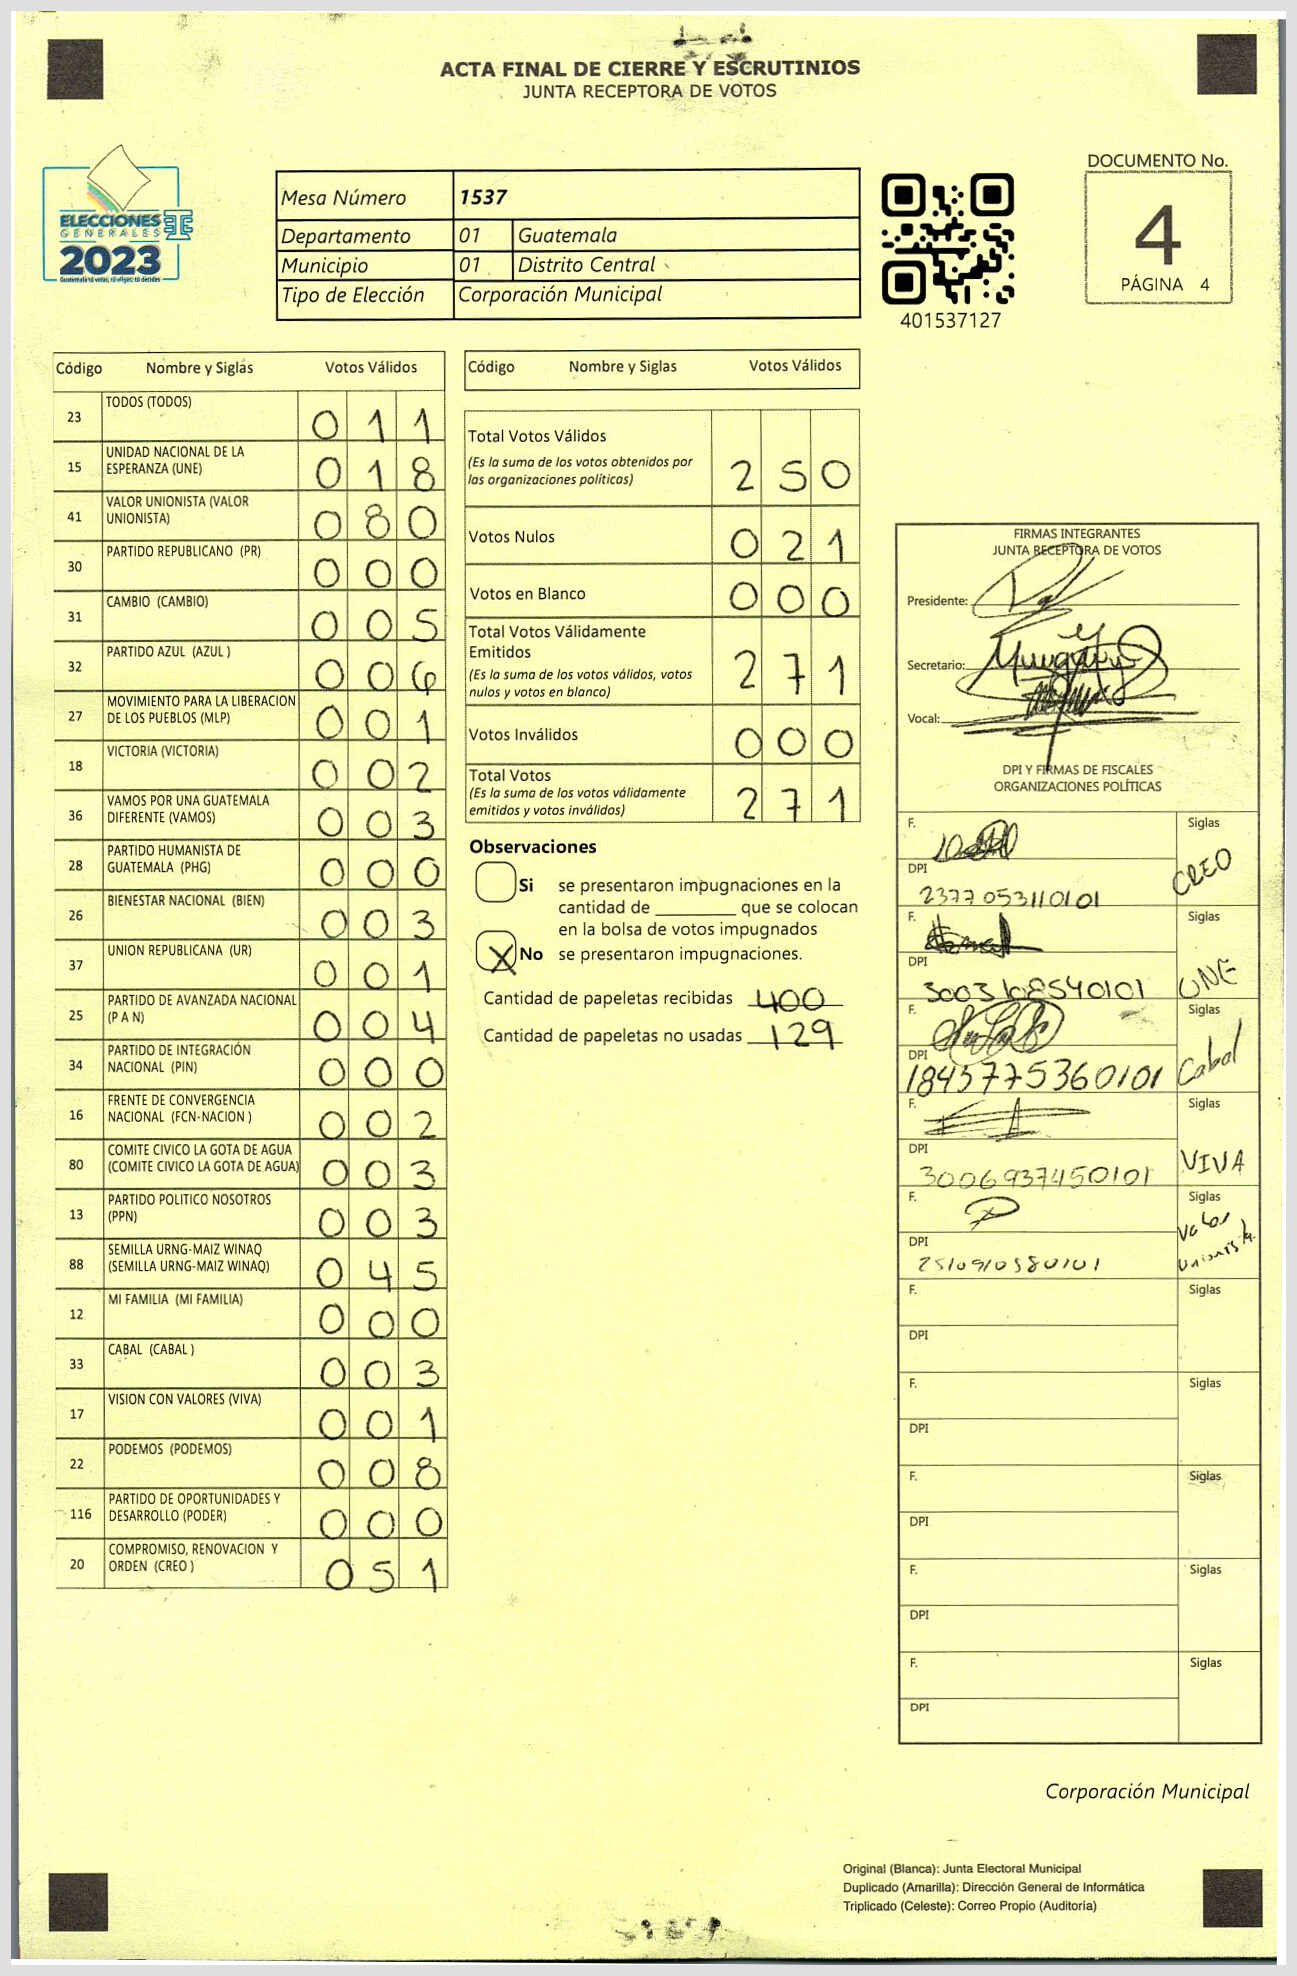 ACTA FINAL DE CIERRE Y ESCRUTINIOS
JUNTA RECEPTORA DE VOTOS
ELECCIONES
GENERALES
2023
Guatemala tú votas, tú eliges, tú decides
Mesa Número 1537
Departamento 01 Guatemala
Municipio 01 Distrito Central
Tipo de Elección Corporación Municipal
401537127
DOCUMENTO No.
4
PÁGINA 4
Código Nombre y Siglas Votos Válidos
23 TODOS (TODOS) 0 1 1
15 UNIDAD NACIONAL DE LA
ESPERANZA (UNE) 0 1 8
41 VALOR UNIONISTA (VALOR
UNIONISTA) 0 8 0
30 PARTIDO REPUBLICANO (PR) 0 0 0
31 CAMBIO (CAMBIO) 0 0 5
32 PARTIDO AZUL (AZUL ) 0 0 6
27 MOVIMIENTO PARA LA LIBERACION
DE LOS PUEBLOS (MLP) 0 0 1
18 VICTORIA (VICTORIA) 0 0 2
36 VAMOS POR UNA GUATEMALA
DIFERENTE (VAMOS) 0 0 3
28 PARTIDO HUMANISTA DE
GUATEMALA (PHG) 0 0 0
26 BIENESTAR NACIONAL (BIEN) 0 0 3
37 UNION REPUBLICANA (UR) 0 0 1
25 PARTIDO DE AVANZADA NACIONAL
(P A N) 0 0 4
34 PARTIDO DE INTEGRACIÓN
NACIONAL (PIN) 0 0 0
16 FRENTE DE CONVERGENCIA
NACIONAL (FCN-NACION ) 0 0 2
80 COMITE CIVICO LA GOTA DE AGUA
(COMITE CIVICO LA GOTA DE AGUA) 0 0 3
13 PARTIDO POLITICO NOSOTROS
(PPN) 0 0 3
88 SEMILLA URNG-MAIZ WINAQ
(SEMILLA URNG-MAIZ WINAQ) 0 4 5
12 MI FAMILIA (MI FAMILIA) 0 0 0
33 CABAL (CABAL ) 0 0 3
17 VISION CON VALORES (VIVA) 0 0 1
22 PODEMOS (PODEMOS) 0 0 8
116 PARTIDO DE OPORTUNIDADES Y
DESARROLLO (PODER) 0 0 0
20 COMPROMISO, RENOVACION Y
ORDEN (CREO ) 0 5 1
Código Nombre y Siglas Votos Válidos
Total Votos Válidos
(Es la suma de los votos obtenidos por
las organizaciones políticas) 2 5 0
Votos Nulos 0 2 1
Votos en Blanco 0 0 0
Total Votos Válidamente
Emitidos
(Es la suma de los votos válidos, votos
nulos y votos en blanco) 2 7 1
Votos Inválidos 0 0 0
Total Votos
(Es la suma de los votos válidamente
emitidos y votos inválidos) 2 7 1
Observaciones
Si se presentaron impugnaciones en la
cantidad de ________ que se colocan
en la bolsa de votos impugnados
X No se presentaron impugnaciones.
Cantidad de papeletas recibidas 400
Cantidad de papeletas no usadas 129
FIRMAS INTEGRANTES
JUNTA RECEPTORA DE VOTOS
Presidente:
Secretario:
Vocal:
DPI Y FIRMAS DE FISCALES
ORGANIZACIONES POLÍTICAS
F. Siglas
DPI CREO
2377053110101
F. Siglas
DPI UNE
3003108540101
F. Siglas
DPI Cabal
1845775360101
F. Siglas
DPI VIVA
3006937450101
F. Siglas
Valor
DPI Unionista
F. Siglas
DPI
F. Siglas
DPI
F. Siglas
DPI
F. Siglas
DPI
F. Siglas
DPI
Corporación Municipal
Original (Blanca): Junta Electoral Municipal
Duplicado (Amarilla): Dirección General de Informática
Triplicado (Celeste): Correo Propio (Auditoría)